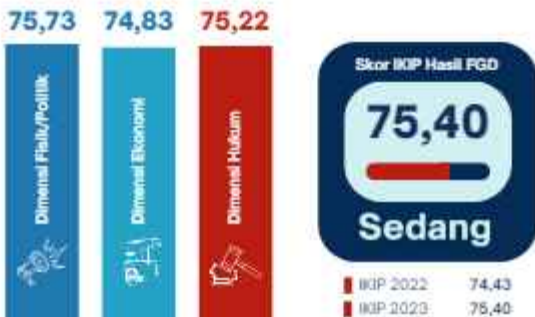 75,73 74,83 75,22
Dimensi Fisik/Politik
Dimensi Ekonomi
Dimensi Hukum
Skor IKIP Hasil FGD
75,40
Sedang
IKIP 2022 74,43
IKIP 2023 75,40